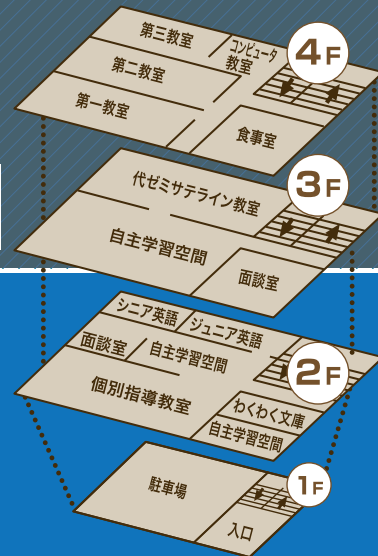 4F
第三教室
コンピュータ
教室
第二教室
第一教室
食事室
3F
代ゼミサテライン教室
自主学習空間
面談室
2F
シニア英語
ジュニア英語
面談室
自主学習空間
個別指導教室
わくわく文庫
自主学習空間
1F
駐車場
入口